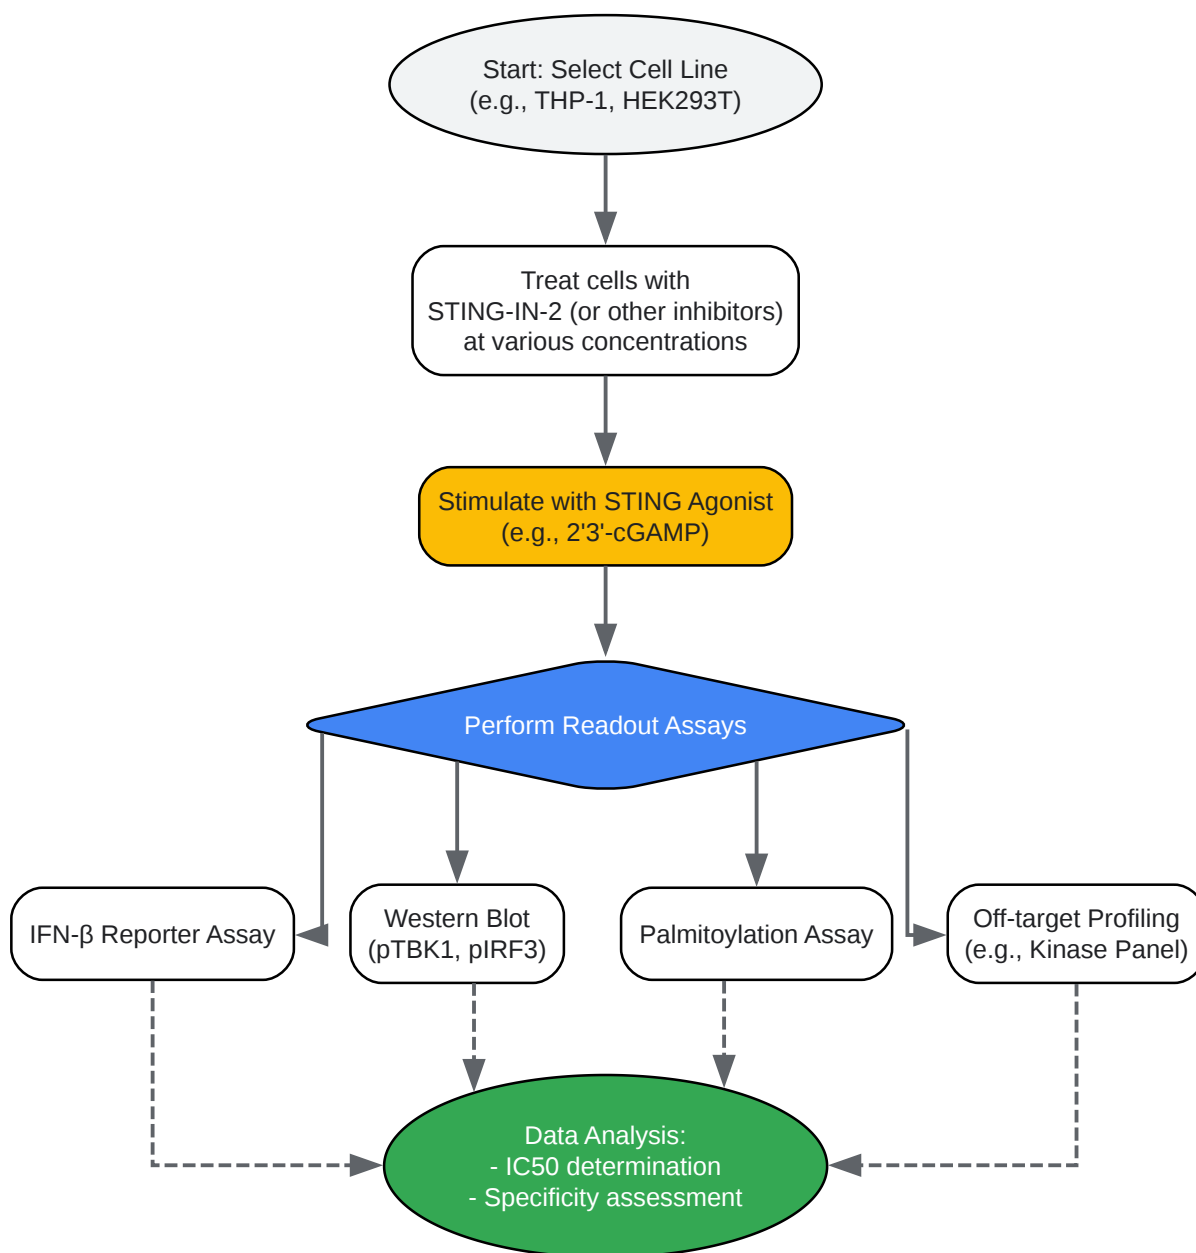 Start: Select Cell Line
(e.g., THP-1, HEK293T)
Treat cells with
STING-IN-2 (or other inhibitors)
at various concentrations
Stimulate with STING Agonist
(e.g., 2'3'-cGAMP)
Perform Readout Assays
IFN-β Reporter Assay
Western Blot
(pTBK1, pIRF3)
Palmitoylation Assay
Off-target Profiling
(e.g., Kinase Panel)
Data Analysis:
- IC50 determination
- Specificity assessment